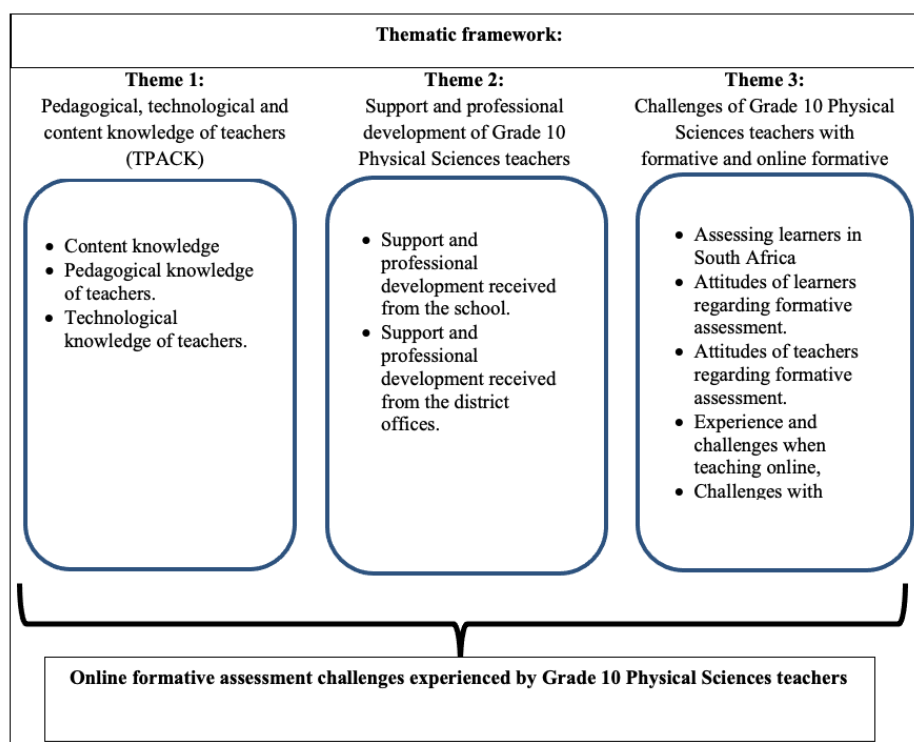 Thematic framework:
Theme 1:
Pedagogical, technological and
content knowledge of teachers
(TPACK)
• Content knowledge
• Pedagogical knowledge
of teachers.
• Technological
knowledge of teachers.
Theme 2:
Support and professional
development of Grade 10
Physical Sciences teachers
• Support and
professional
development received
from the school.
• Support and
professional
development received
from the district
offices.
Theme 3:
Challenges of Grade 10 Physical
Sciences teachers with
formative and online formative
• Assessing learners in
South Africa
• Attitudes of learners
regarding formative
assessment.
• Attitudes of teachers
regarding formative
assessment.
• Experience and
challenges when
teaching online,
• Challenges with
Online formative assessment challenges experienced by Grade 10 Physical Sciences teachers